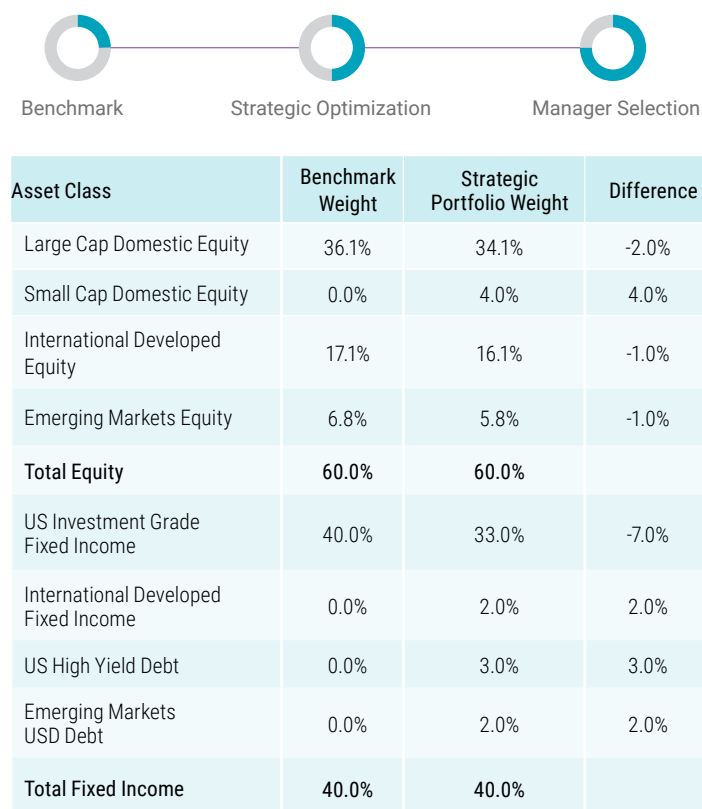 Benchmark Strategic Optimization Manager Selection
Asset Class Benchmark Weight Strategic Portfolio Weight Difference
Large Cap Domestic Equity 36.1% 34.1% -2.0%
Small Cap Domestic Equity 0.0% 4.0% 4.0%
International Developed Equity 17.1% 16.1% -1.0%
Emerging Markets Equity 6.8% 5.8% -1.0%
Total Equity 60.0% 60.0%
US Investment Grade Fixed Income 40.0% 33.0% -7.0%
International Developed Fixed Income 0.0% 2.0% 2.0%
US High Yield Debt 0.0% 3.0% 3.0%
Emerging Markets USD Debt 0.0% 2.0% 2.0%
Total Fixed Income 40.0% 40.0%